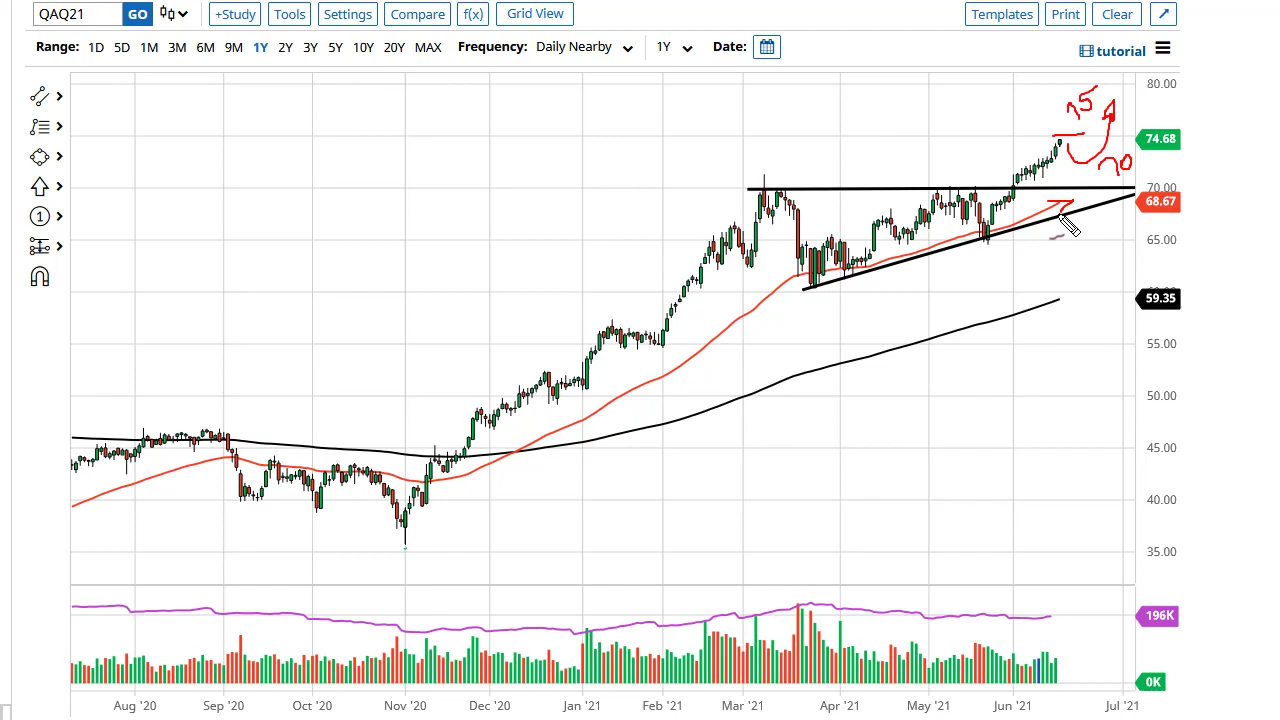 QAQ21 GO +Study Tools Settings Compare f(x) Grid View Templates Print Clear
Range: 1D 5D 1M 3M 6M 9M 1Y 2Y 3Y 5Y 10Y 20Y MAX Frequency: Daily Nearby 1Y Date: tutorial
80.00
75
74.68
70
70.00
68.67
65.00
59.35
55.00
50.00
45.00
40.00
35.00
196K
0K
Aug '20 Sep '20 Oct '20 Nov '20 Dec '20 Jan '21 Feb '21 Mar '21 Apr '21 May '21 Jun '21 Jul '21
1